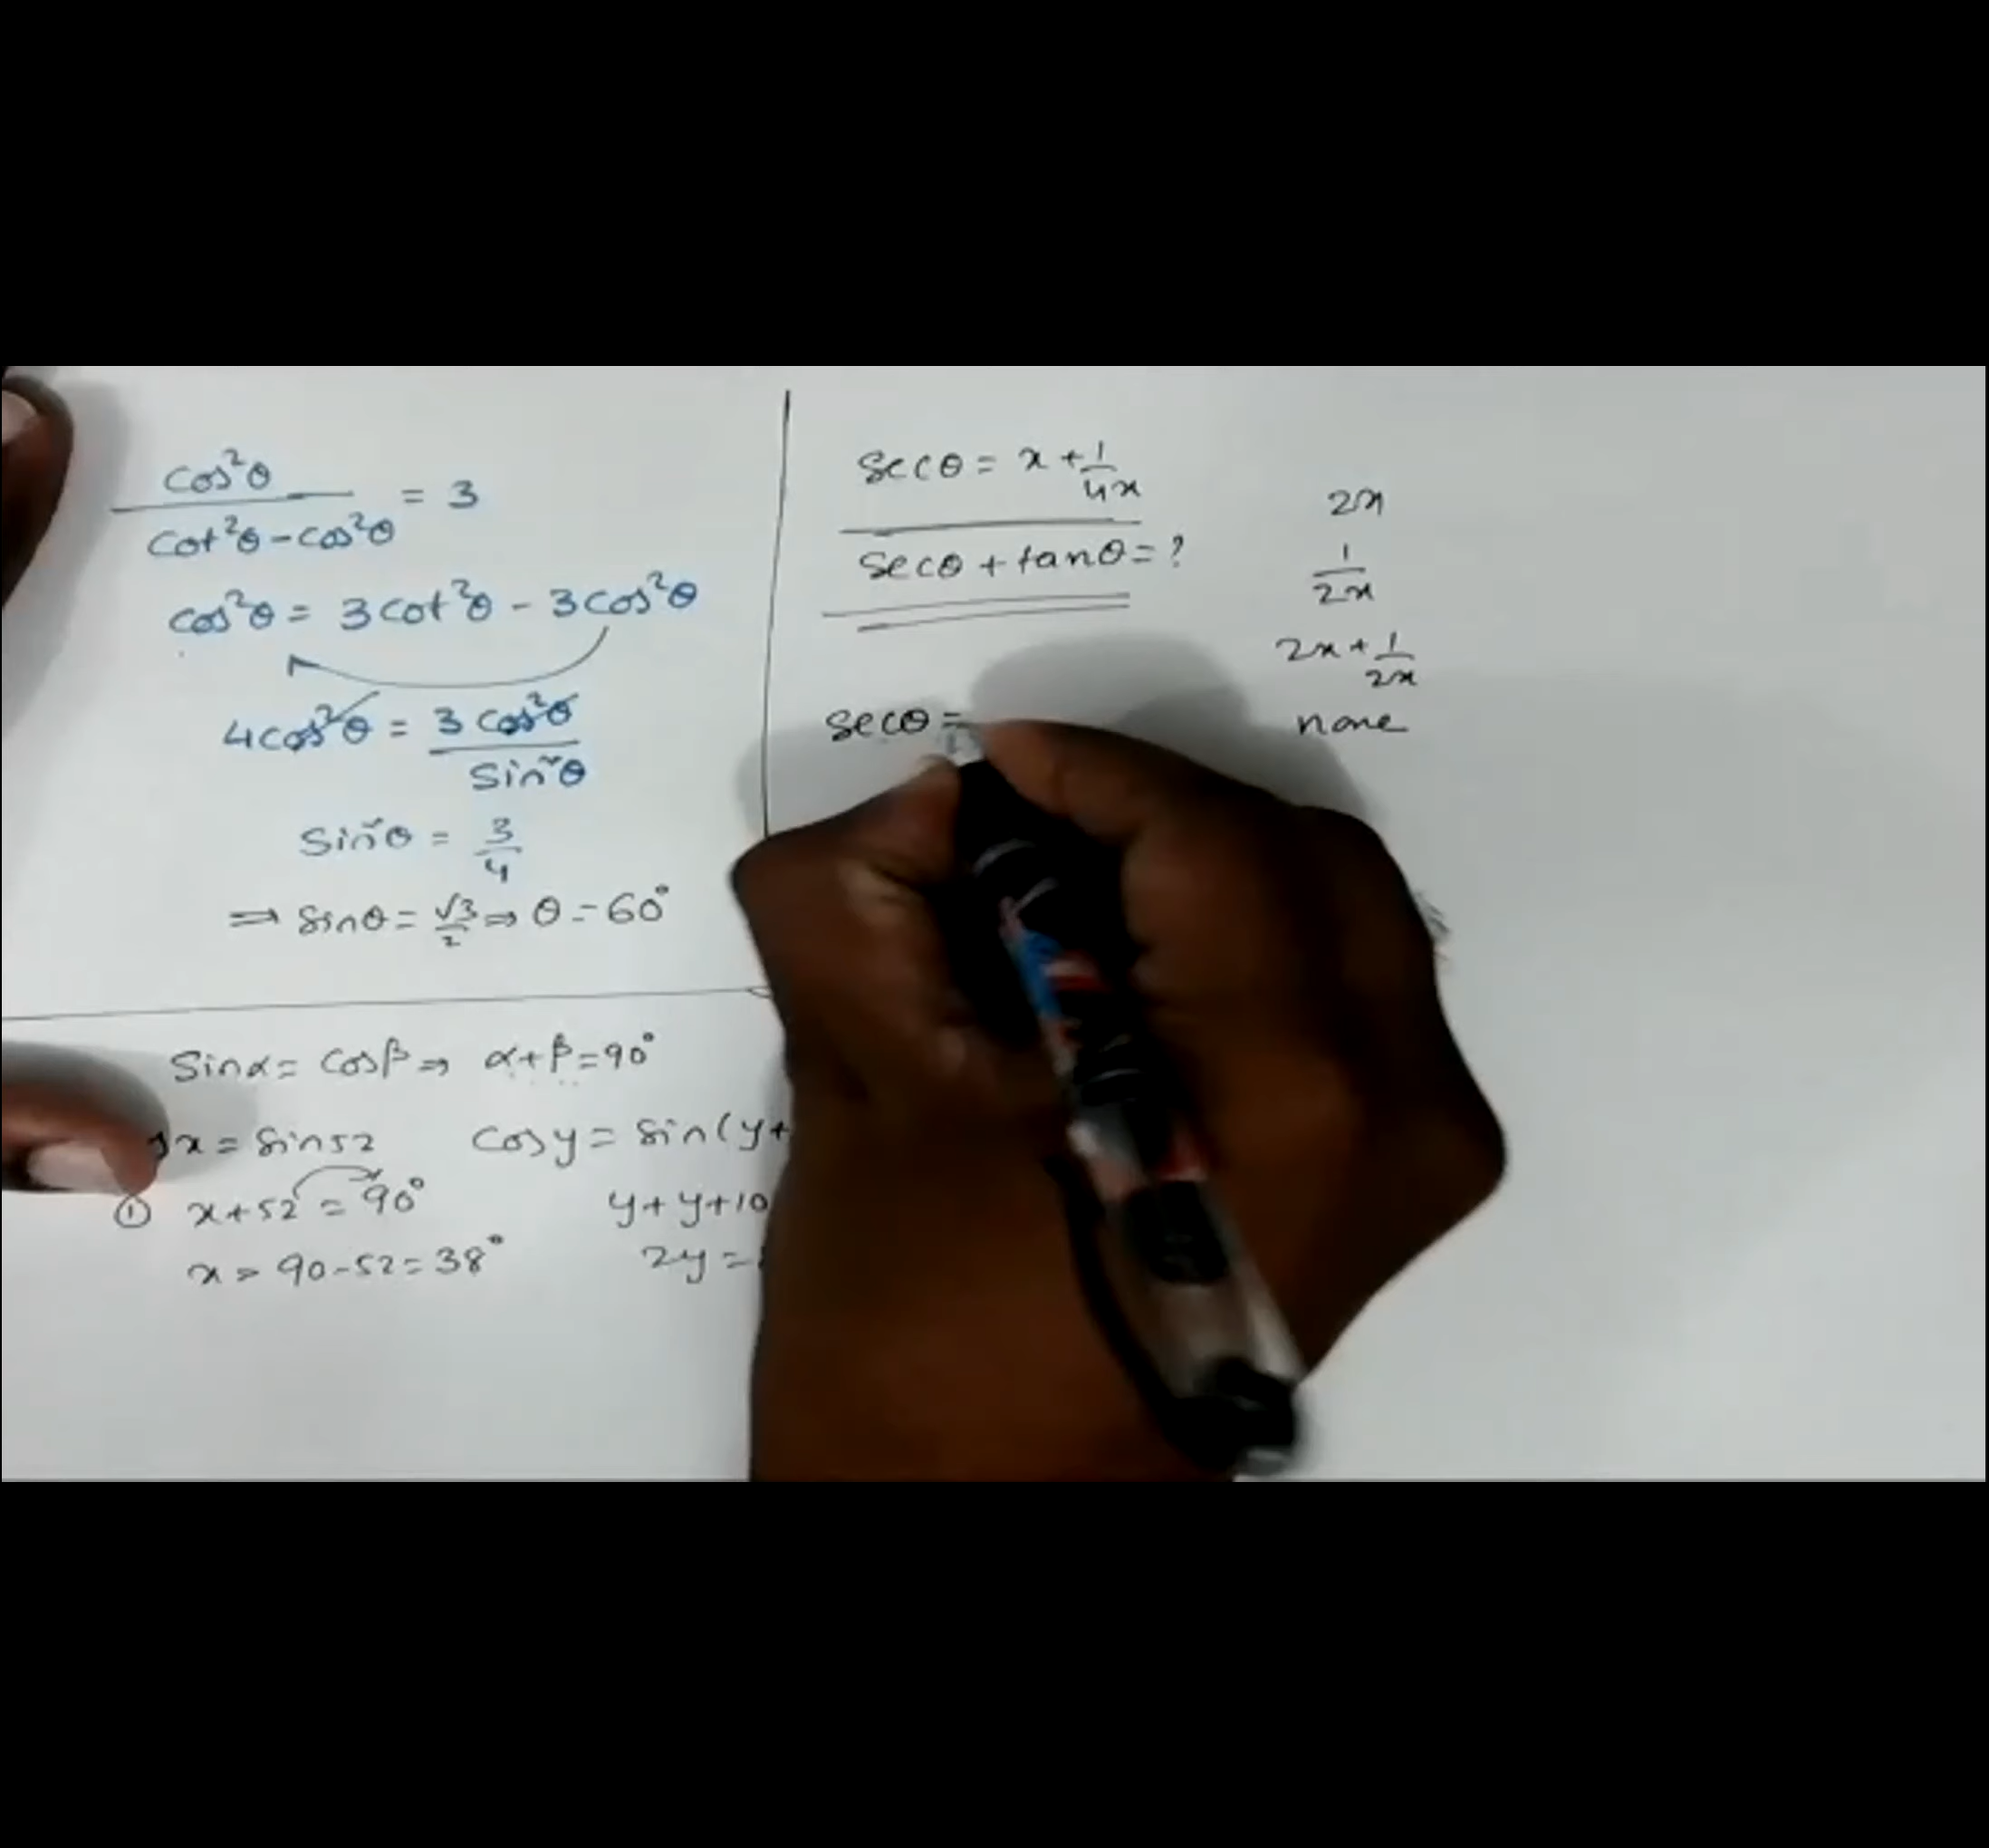 cos²θ / cot²θ - cos²θ = 3
cos²θ = 3cot²θ - 3cos²θ
4cos²θ = 3cos²θ / sin²θ
sin²θ = 3/4
⇒ sinθ = √3/2 ⇒ θ = 60°
sinα = cosβ ⇒ α+β=90°
x = sin52
① x+52 = 90°
x = 90-52=38°
cosy = sin(y+
y+y+10
2y =
secθ = x + 1/4x
secθ + tanθ = ?
secθ =
2x
1/2x
2x + 1/2x
none